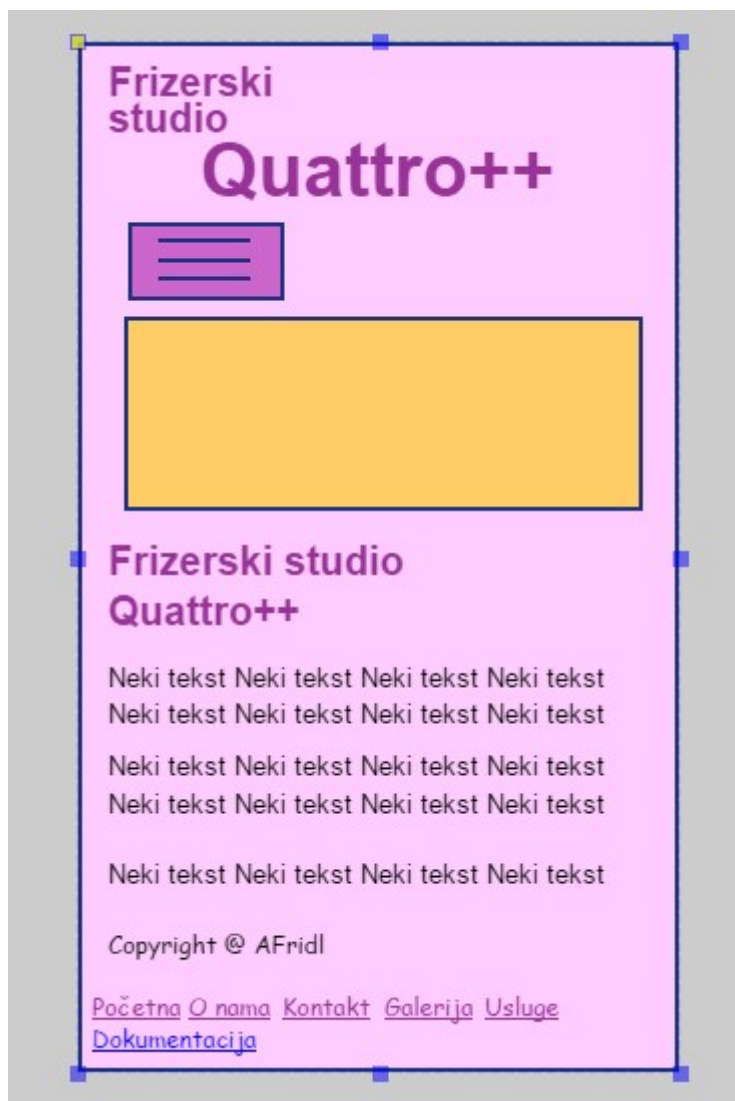 Frizerski
studio
Quattro++
Frizerski studio
Quattro++
Neki tekst Neki tekst Neki tekst Neki tekst
Neki tekst Neki tekst Neki tekst Neki tekst
Neki tekst Neki tekst Neki tekst Neki tekst
Neki tekst Neki tekst Neki tekst Neki tekst
Neki tekst Neki tekst Neki tekst Neki tekst
Copyright @ AFridl
Početna O nama Kontakt Galerija Usluge
Dokumentacija